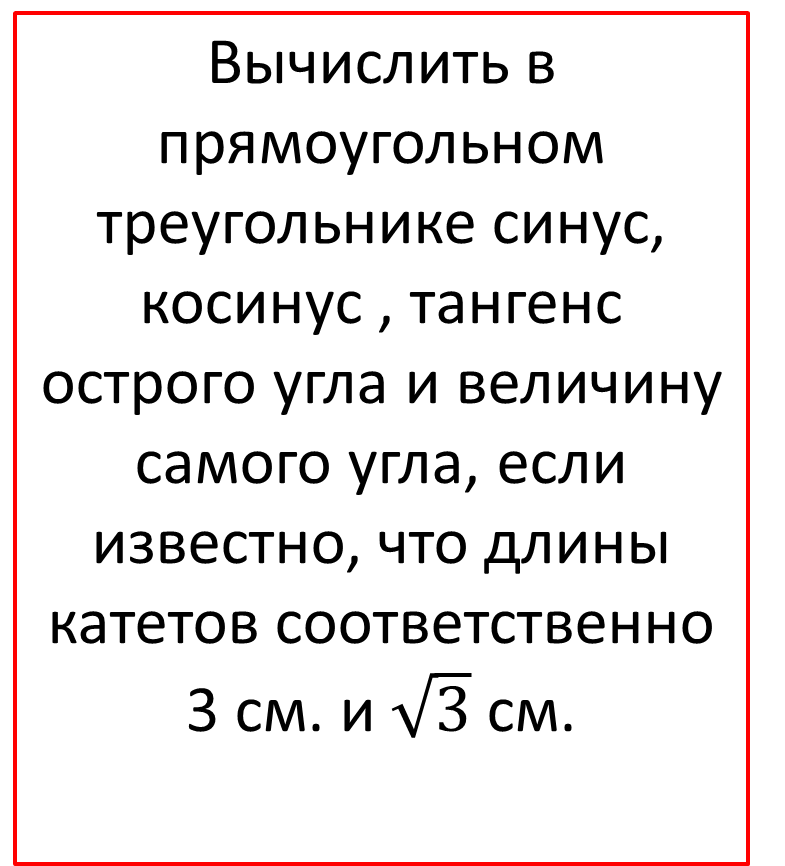 Вычислить в
прямоугольном
треугольнике синус,
косинус , тангенс
острого угла и величину
самого угла, если
известно, что длины
катетов соответственно
3 см. и √3 см.